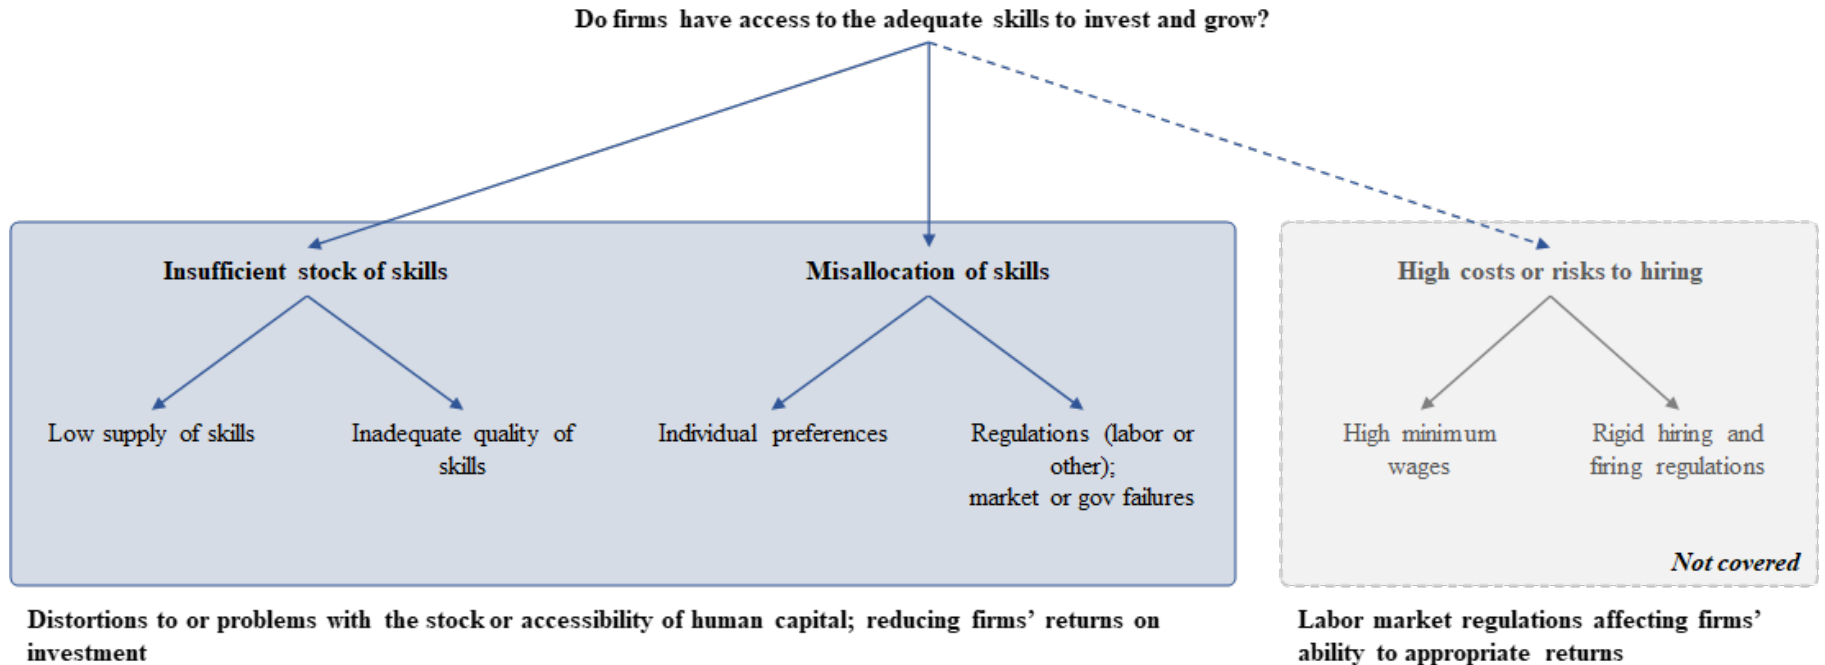 Do firms have access to the adequate skills to invest and grow?
Insufficient stock of skills
Misallocation of skills
High costs or risks to hiring
Low supply of skills
Inadequate quality of
skills
Individual preferences
Regulations (labor or
other);
market or gov failures
High minimum
wages
Rigid hiring and
firing regulations
Not covered
Distortions to or problems with the stock or accessibility of human capital; reducing firms’ returns on
investment
Labor market regulations affecting firms’
ability to appropriate returns